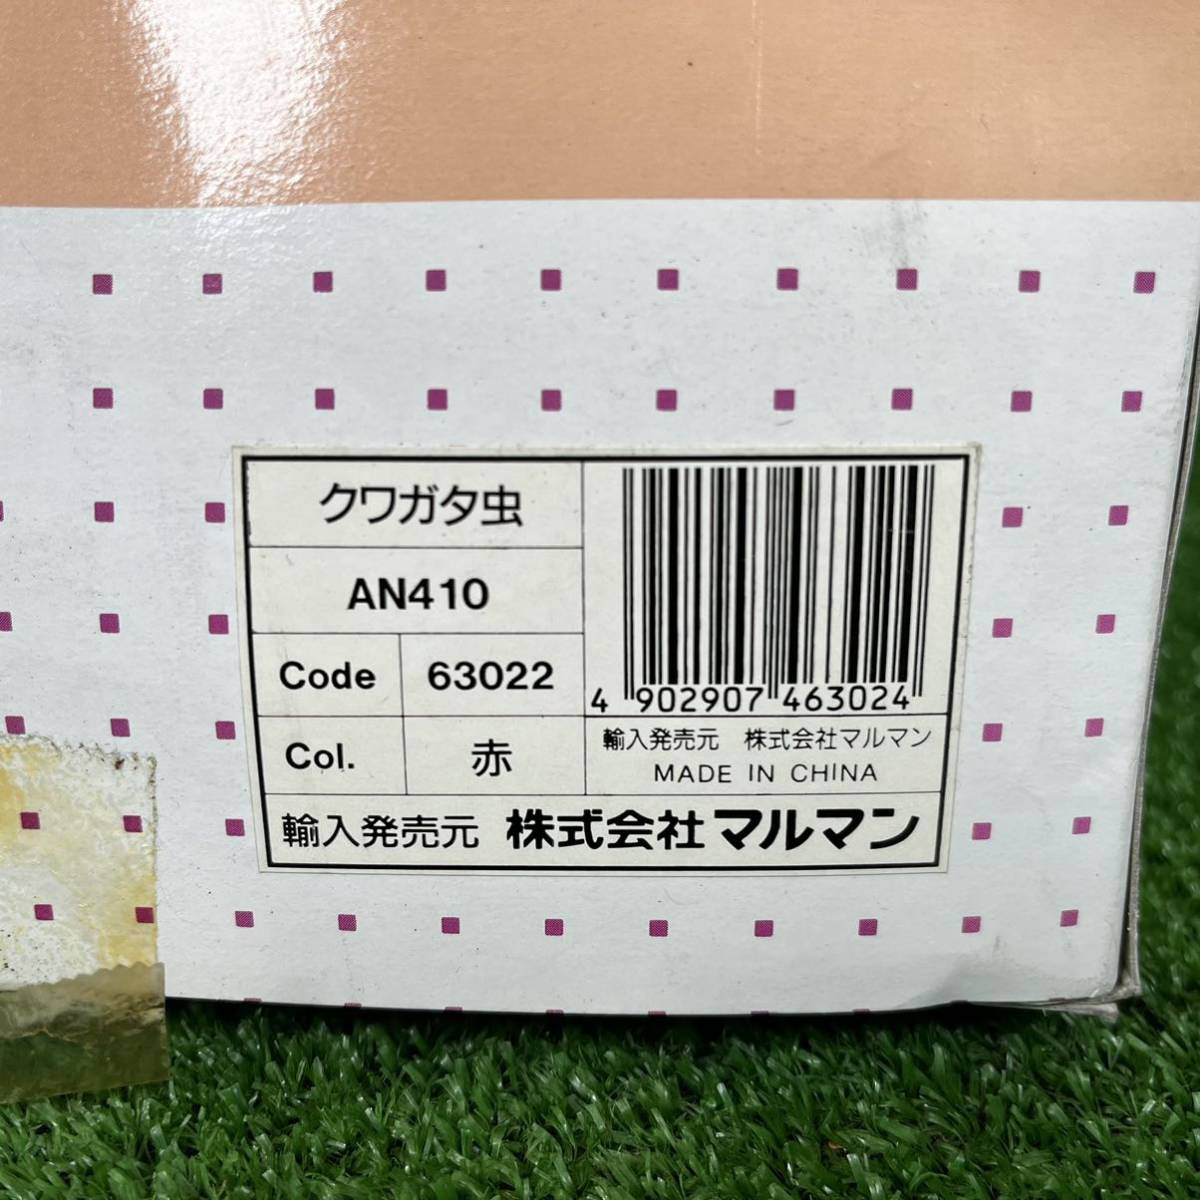 クワガタ虫
AN410
Code 63022
Col. 赤
4 902907 463024
輸入発売元 株式会社マルマン
MADE IN CHINA
輸入発売元 株式会社マルマン